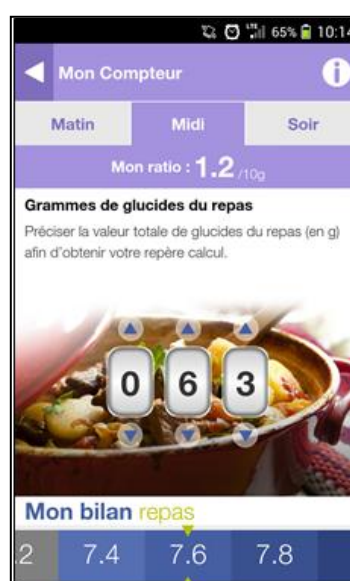 65% 10:14
Mon Compteur
Matin Midi Soir
Mon ratio : 1.2 /10g
Grammes de glucides du repas
Préciser la valeur totale de glucides du repas (en g)
afin d'obtenir votre repère calcul.
0 6 3
Mon bilan repas
.2 7.4 7.6 7.8